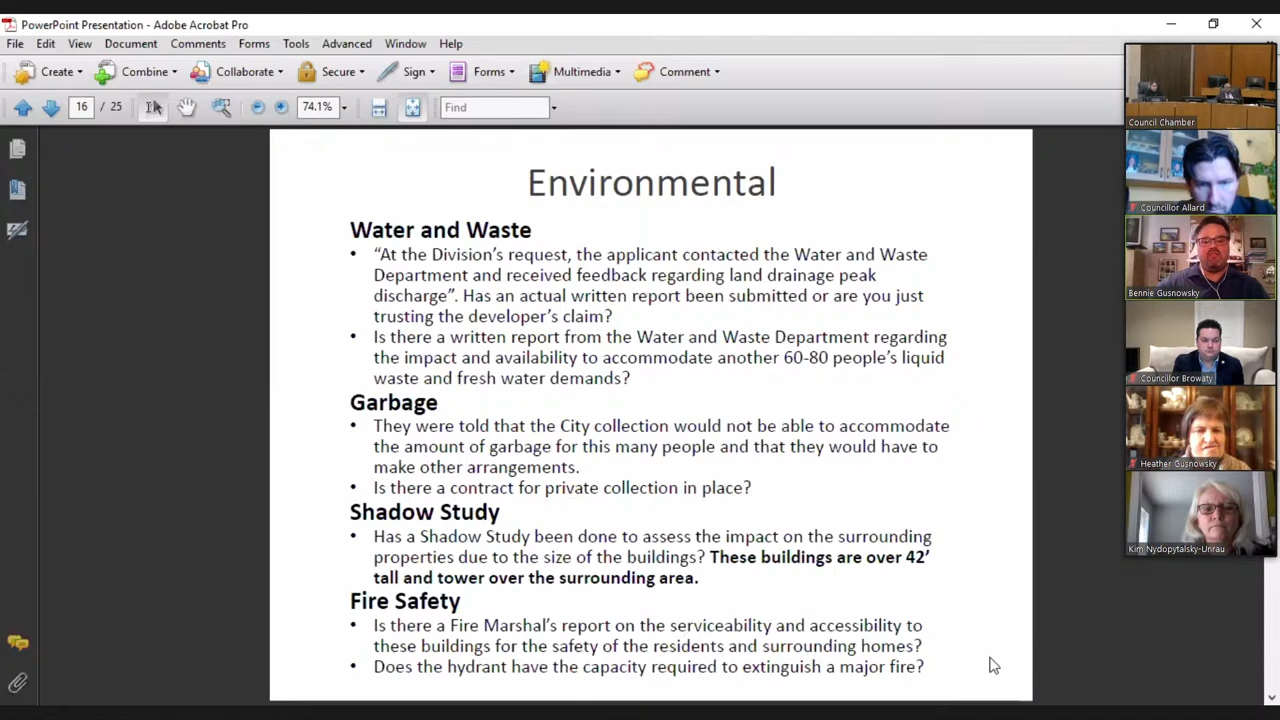 PowerPoint Presentation - Adobe Acrobat Pro
File Edit View Document Comments Forms Tools Advanced Window Help
Create Combine Collaborate Secure Sign Forms Multimedia Comment
16 / 25 74.1% Find
Environmental
Water and Waste
• “At the Division’s request, the applicant contacted the Water and Waste
Department and received feedback regarding land drainage peak
discharge”. Has an actual written report been submitted or are you just
trusting the developer’s claim?
• Is there a written report from the Water and Waste Department regarding
the impact and availability to accommodate another 60-80 people’s liquid
waste and fresh water demands?
Garbage
• They were told that the City collection would not be able to accommodate
the amount of garbage for this many people and that they would have to
make other arrangements.
• Is there a contract for private collection in place?
Shadow Study
• Has a Shadow Study been done to assess the impact on the surrounding
properties due to the size of the buildings? These buildings are over 42’
tall and tower over the surrounding area.
Fire Safety
• Is there a Fire Marshal’s report on the serviceability and accessibility to
these buildings for the safety of the residents and surrounding homes?
• Does the hydrant have the capacity required to extinguish a major fire?
Council Chamber
Councillor Allard
Bennie Gusnowsky
Councillor Browaty
Heather Gusnowsky
Kim Nydopytalsky-Unrau